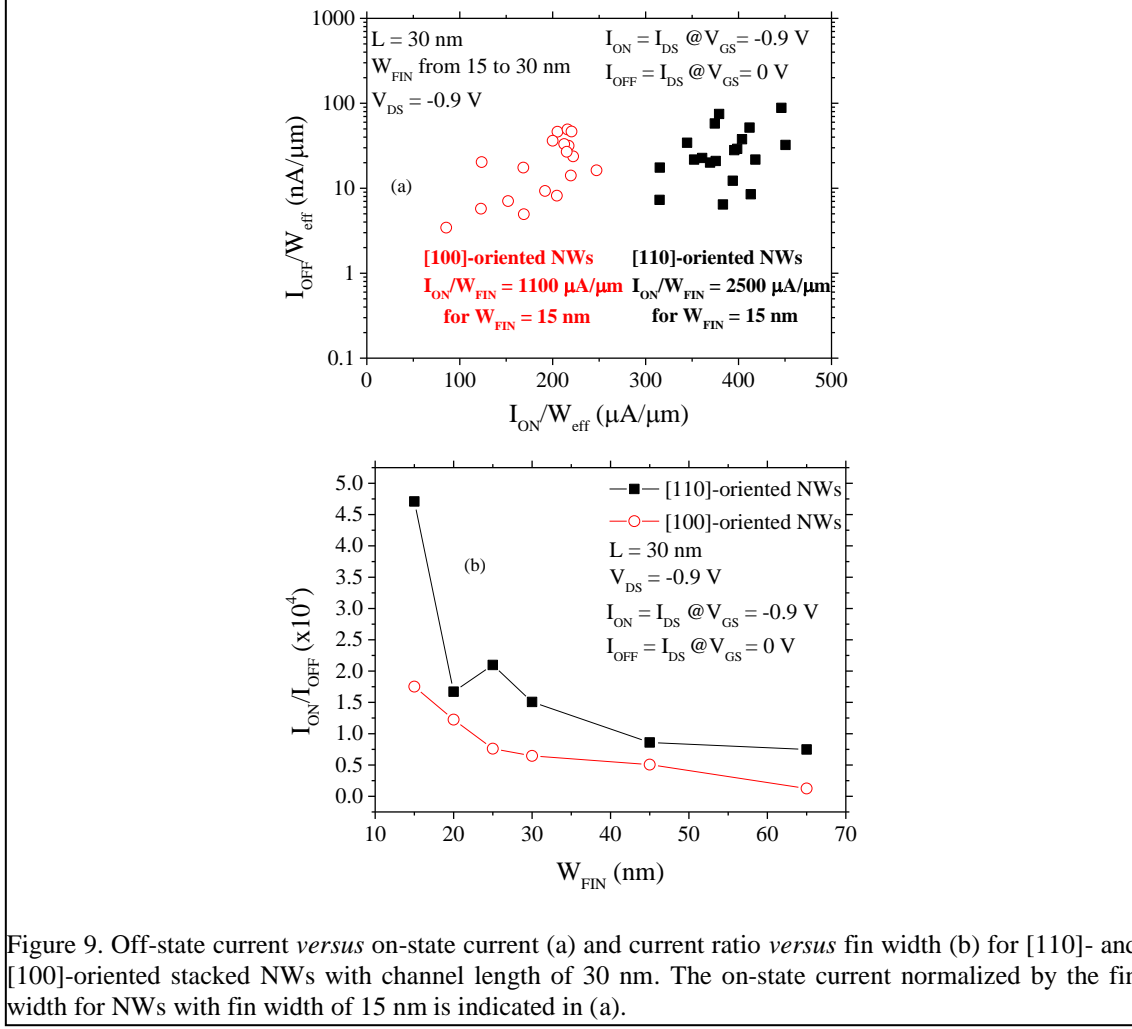 1000
100
10
1
0.1
I_OFF/W_eff (nA/μm)
L = 30 nm
W_FIN from 15 to 30 nm
V_DS = -0.9 V
I_ON = I_DS @V_GS= -0.9 V
I_OFF = I_DS @V_GS= 0 V
(a)
[100]-oriented NWs
I_ON/W_FIN = 1100 μA/μm
for W_FIN = 15 nm
[110]-oriented NWs
I_ON/W_FIN = 2500 μA/μm
for W_FIN = 15 nm
0 100 200 300 400 500
I_ON/W_eff (μA/μm)
5.0
4.5
4.0
3.5
3.0
2.5
2.0
1.5
1.0
0.5
0.0
I_ON/I_OFF (x10^4)
[110]-oriented NWs
[100]-oriented NWs
L = 30 nm
V_DS = -0.9 V
I_ON = I_DS @V_GS = -0.9 V
I_OFF = I_DS @V_GS= 0 V
(b)
10 20 30 40 50 60 70
W_FIN (nm)
Figure 9. Off-state current versus on-state current (a) and current ratio versus fin width (b) for [110]- and
[100]-oriented stacked NWs with channel length of 30 nm. The on-state current normalized by the fin
width for NWs with fin width of 15 nm is indicated in (a).